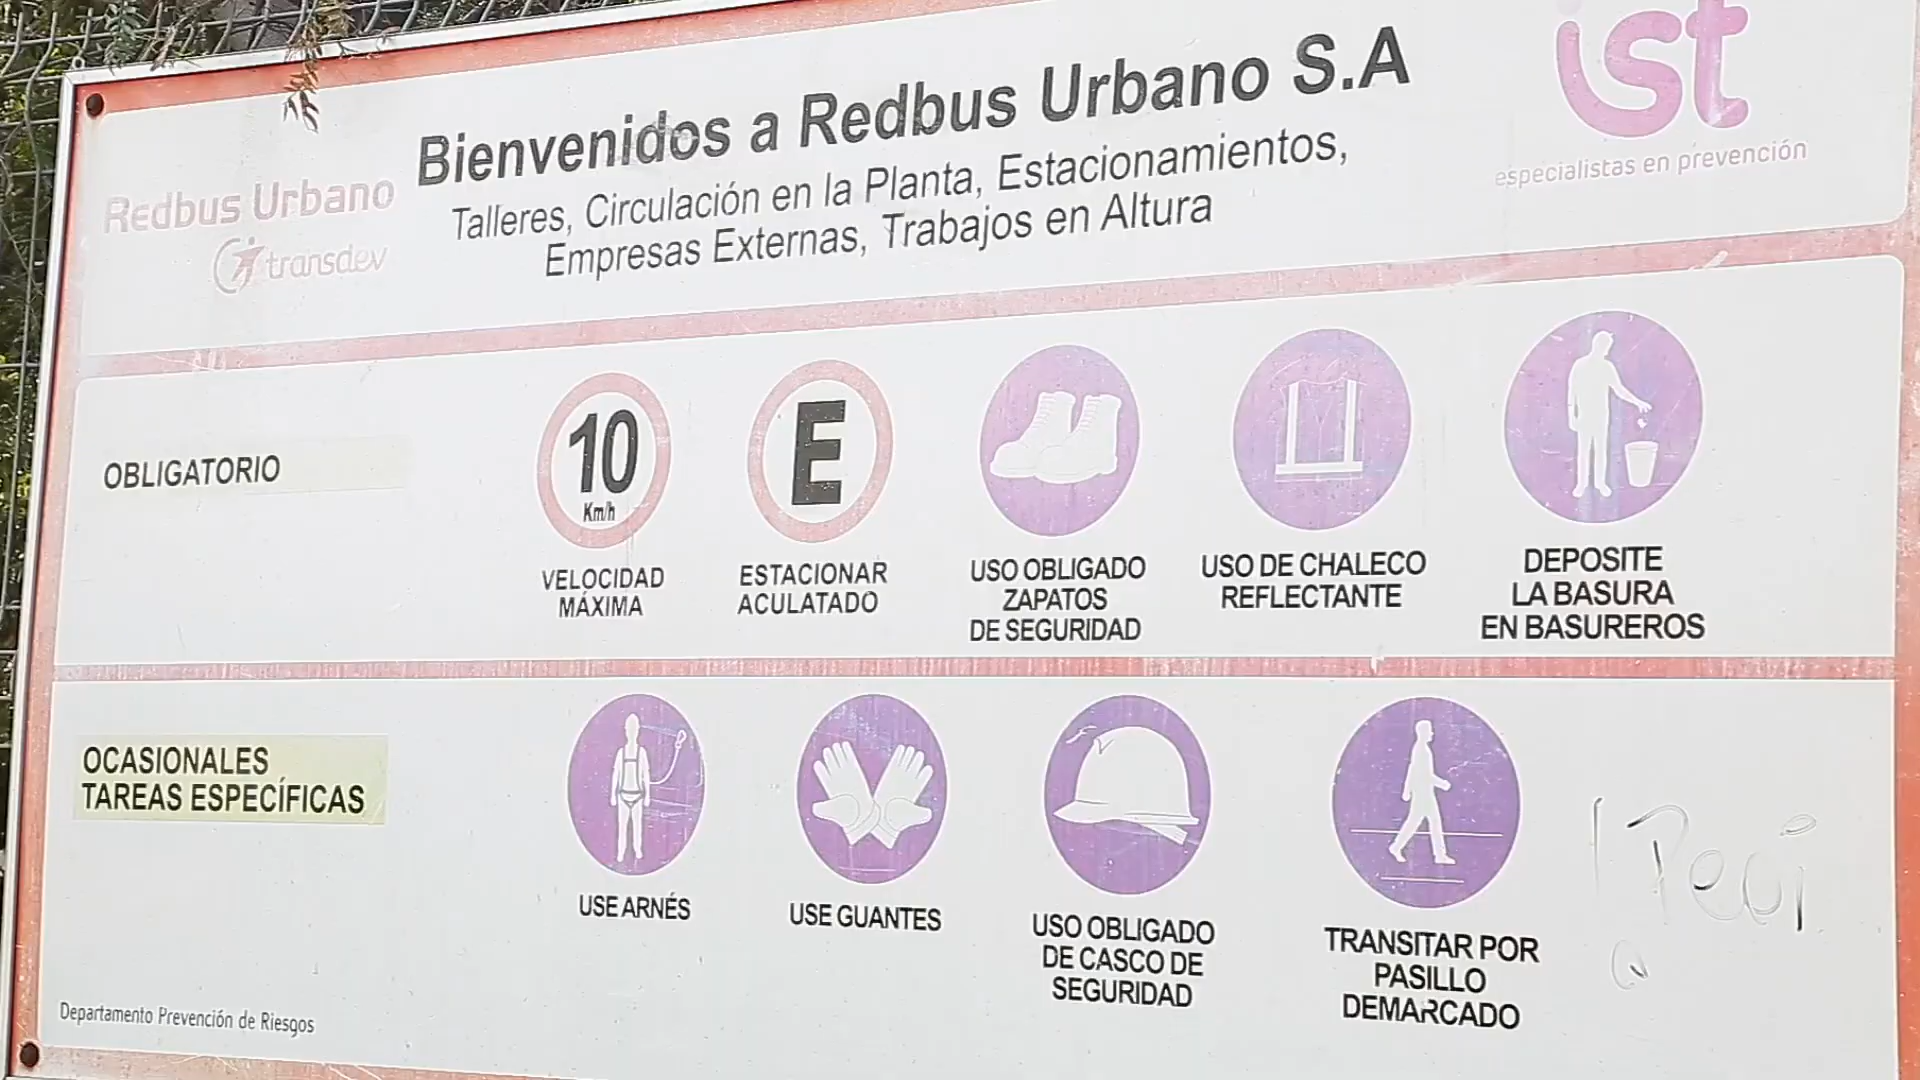 Bienvenidos a Redbus Urbano S.A
Talleres, Circulación en la Planta, Estacionamientos,
Empresas Externas, Trabajos en Altura
Redbus Urbano
transdev
ist
especialistas en prevención
OBLIGATORIO
10
Km/h
VELOCIDAD
MÁXIMA
E
ESTACIONAR
ACULATADO
USO OBLIGADO
ZAPATOS
DE SEGURIDAD
USO DE CHALECO
REFLECTANTE
DEPOSITE
LA BASURA
EN BASUREROS
OCASIONALES
TAREAS ESPECÍFICAS
USE ARNÉS
USE GUANTES
USO OBLIGADO
DE CASCO DE
SEGURIDAD
TRANSITAR POR
PASILLO
DEMARCADO
Departamento Prevención de Riesgos